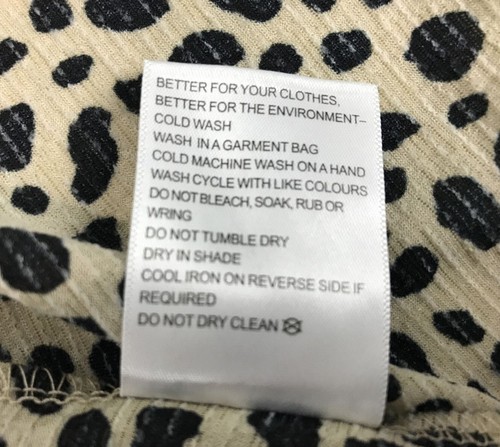 BETTER FOR YOUR CLOTHES,
BETTER FOR THE ENVIRONMENT–
COLD WASH
WASH IN A GARMENT BAG
COLD MACHINE WASH ON A HAND
WASH CYCLE WITH LIKE COLOURS
DO NOT BLEACH, SOAK, RUB OR
WRING
DO NOT TUMBLE DRY
DRY IN SHADE
COOL IRON ON REVERSE SIDE IF
REQUIRED
DO NOT DRY CLEAN